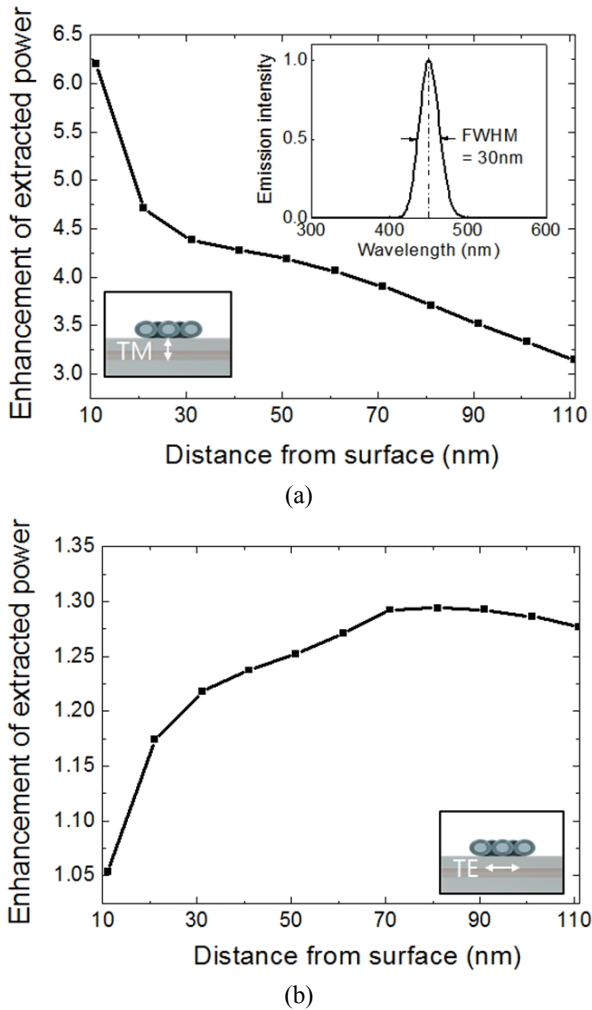 (a)
Enhancement of extracted power
6.5
6.0
5.5
5.0
4.5
4.0
3.5
3.0
10 30 50 70 90 110
Distance from surface (nm)
Emission intensity
1.0
0.5
0.0
300 400 500 600
Wavelength (nm)
FWHM
= 30nm
TM
(a)
Enhancement of extracted power
1.35
1.30
1.25
1.20
1.15
1.10
1.05
10 30 50 70 90 110
Distance from surface (nm)
TE
(b)